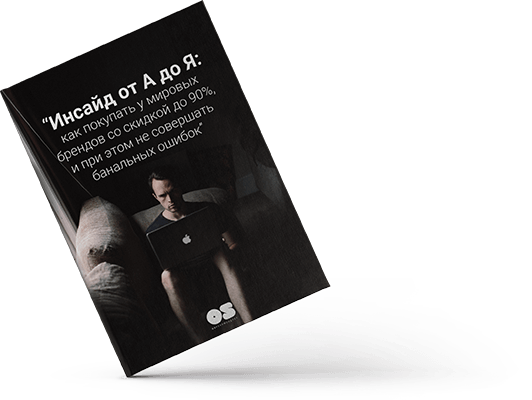 “Инсайд от А до Я:
как покупать у мировых
брендов со скидкой до 90%,
и при этом не совершать
банальных ошибок”
OS